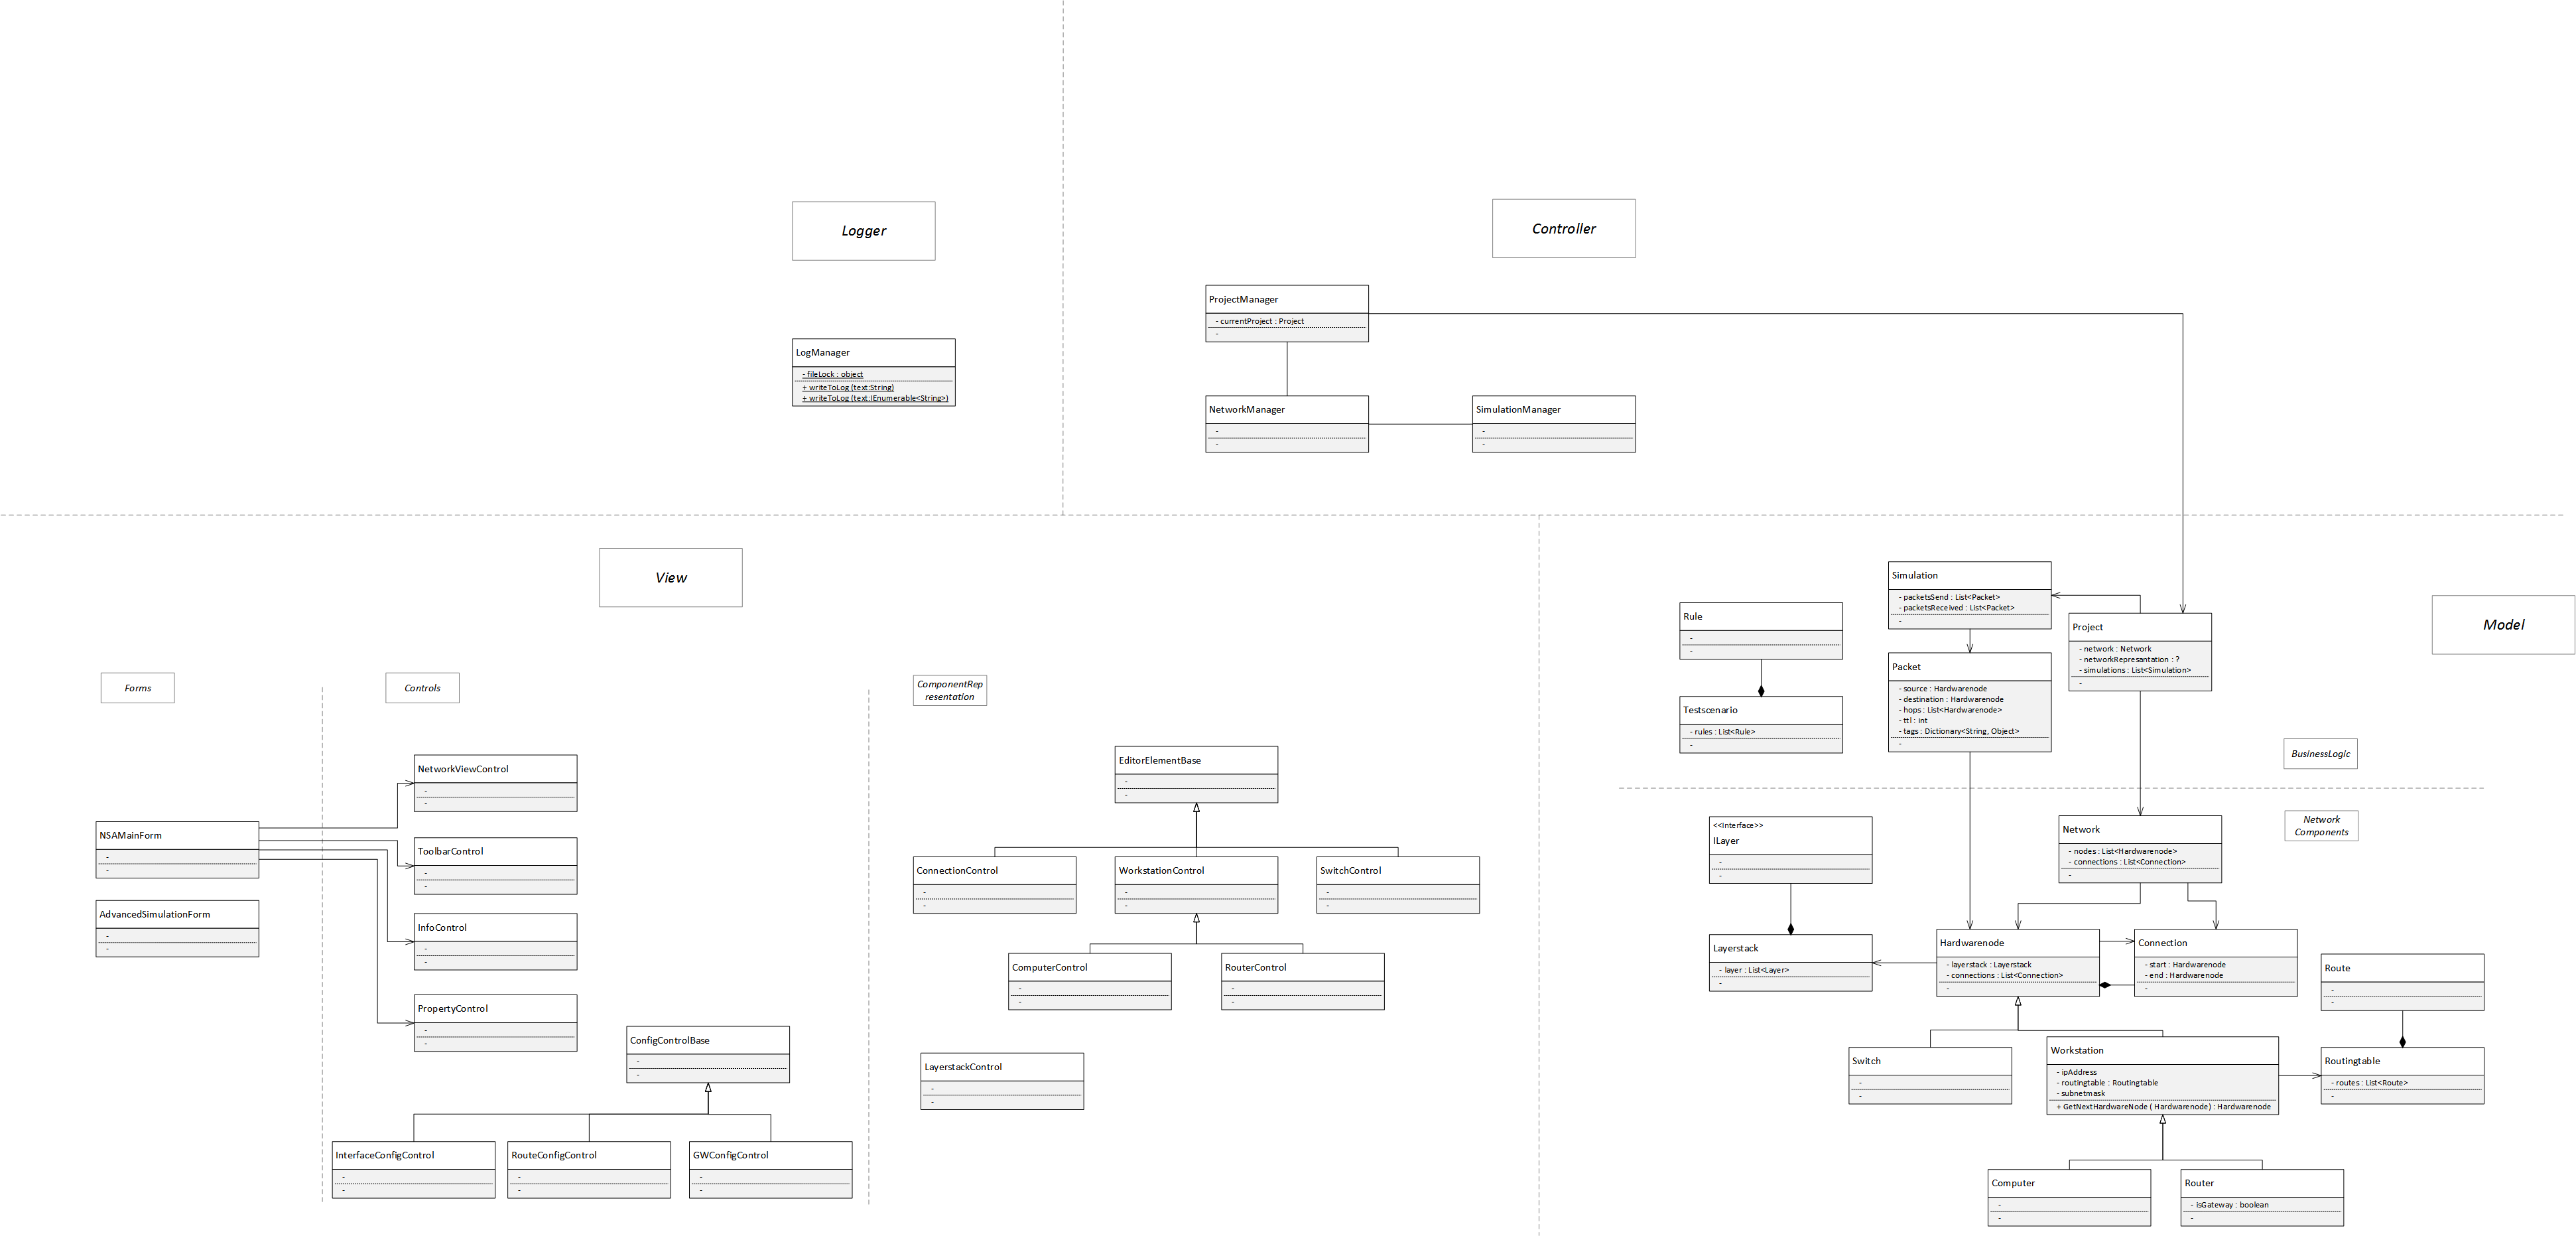 Logger
LogManager
- fileLock : object
+ writeToLog (text:String)
+ writeToLog (text:IEnumerable<String>)
Controller
ProjectManager
- currentProject : Project
-
NetworkManager
-
-
SimulationManager
-
-
View
Forms
NSAMainForm
-
-
AdvancedSimulationForm
-
-
Controls
NetworkViewControl
-
-
ToolbarControl
-
-
InfoControl
-
-
PropertyControl
-
-
ConfigControlBase
-
-
InterfaceConfigControl
-
-
RouteConfigControl
-
-
GWConfigControl
-
-
ComponentRep
resentation
EditorElementBase
-
-
ConnectionControl
-
-
WorkstationControl
-
-
SwitchControl
-
-
ComputerControl
-
-
RouterControl
-
-
LayerstackControl
-
-
Model
BusinessLogic
Rule
-
-
Testscenario
- rules : List<Rule>
-
Simulation
- packetsSend : List<Packet>
- packetsReceived : List<Packet>
-
Project
- network : Network
- networkRepresantation : ?
- simulations : List<Simulation>
-
Packet
- source : Hardwarenode
- destination : Hardwarenode
- hops : List<Hardwarenode>
- ttl : int
- tags : Dictionary<String, Object>
-
Network
Components
<<Interface>>
ILayer
-
-
Layerstack
- layer : List<Layer>
-
Network
- nodes : List<Hardwarenode>
- connections : List<Connection>
-
Hardwarenode
- layerstack : Layerstack
- connections : List<Connection>
-
Connection
- start : Hardwarenode
- end : Hardwarenode
-
Route
-
-
Switch
-
-
Workstation
- ipAddress
- routingtable : Routingtable
- subnetmask
+ GetNextHardwareNode ( Hardwarenode) : Hardwarenode
Routingtable
- routes : List<Route>
-
Computer
-
-
Router
- isGateway : boolean
-